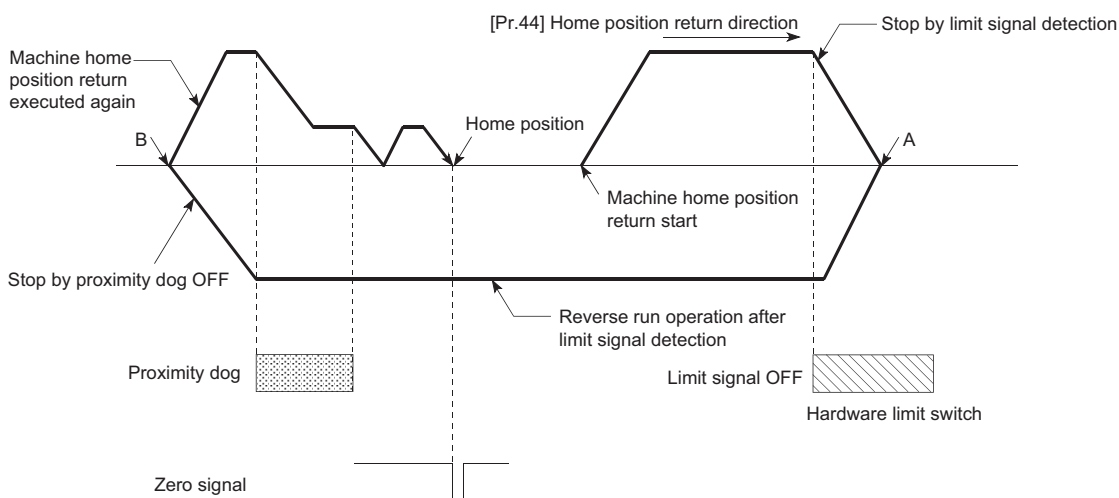 [Pr.44] Home position return direction
Stop by limit signal detection
Machine home
position return
executed again
B
Home position
A
Machine home position
return start
Stop by proximity dog OFF
Reverse run operation after
limit signal detection
Proximity dog
Limit signal OFF
Hardware limit switch
Zero signal